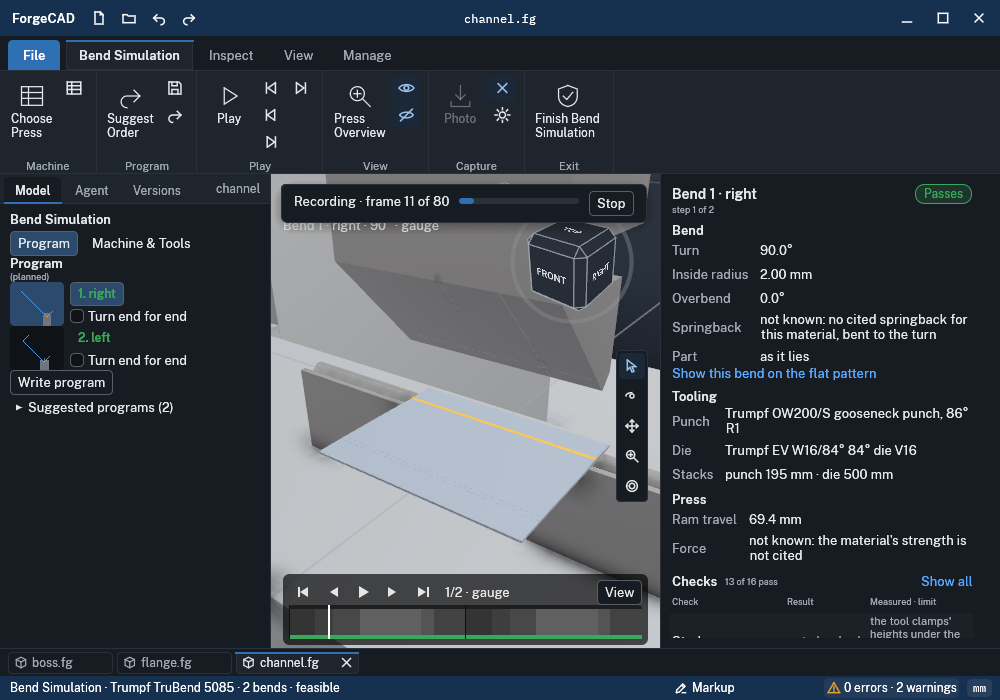 ForgeCAD
channel.fg
File
Bend Simulation
Inspect
View
Manage
Choose Press
Suggest Order
Play
Press Overview
Photo
Finish Bend Simulation
Machine
Program
Play
View
Capture
Exit
Model
Agent
Versions
channel
Bend Simulation
Program
Machine & Tools
Program
(planned)
1. right
Turn end for end
2. left
Turn end for end
Write program
▸ Suggested programs (2)
Recording · frame 11 of 80
Stop
Bend 1 · right · 90° · gauge
FRONT
RIGHT
1/2 · gauge
View
Bend 1 · right
Passes
step 1 of 2
Bend
Turn 90.0°
Inside radius 2.00 mm
Overbend 0.0°
Springback not known: no cited springback for
this material, bent to the turn
Part as it lies
Show this bend on the flat pattern
Tooling
Punch Trumpf OW200/S gooseneck punch, 86°
R1
Die Trumpf EV W16/84° 84° die V16
Stacks punch 195 mm · die 500 mm
Press
Ram travel 69.4 mm
Force not known: the material's strength is
not cited
Checks 13 of 16 pass
Show all
Check Result Measured · limit
the tool clamps'
heights under the
boss.fg
flange.fg
channel.fg
Bend Simulation · Trumpf TruBend 5085 · 2 bends · feasible
Markup
0 errors · 2 warnings
mm